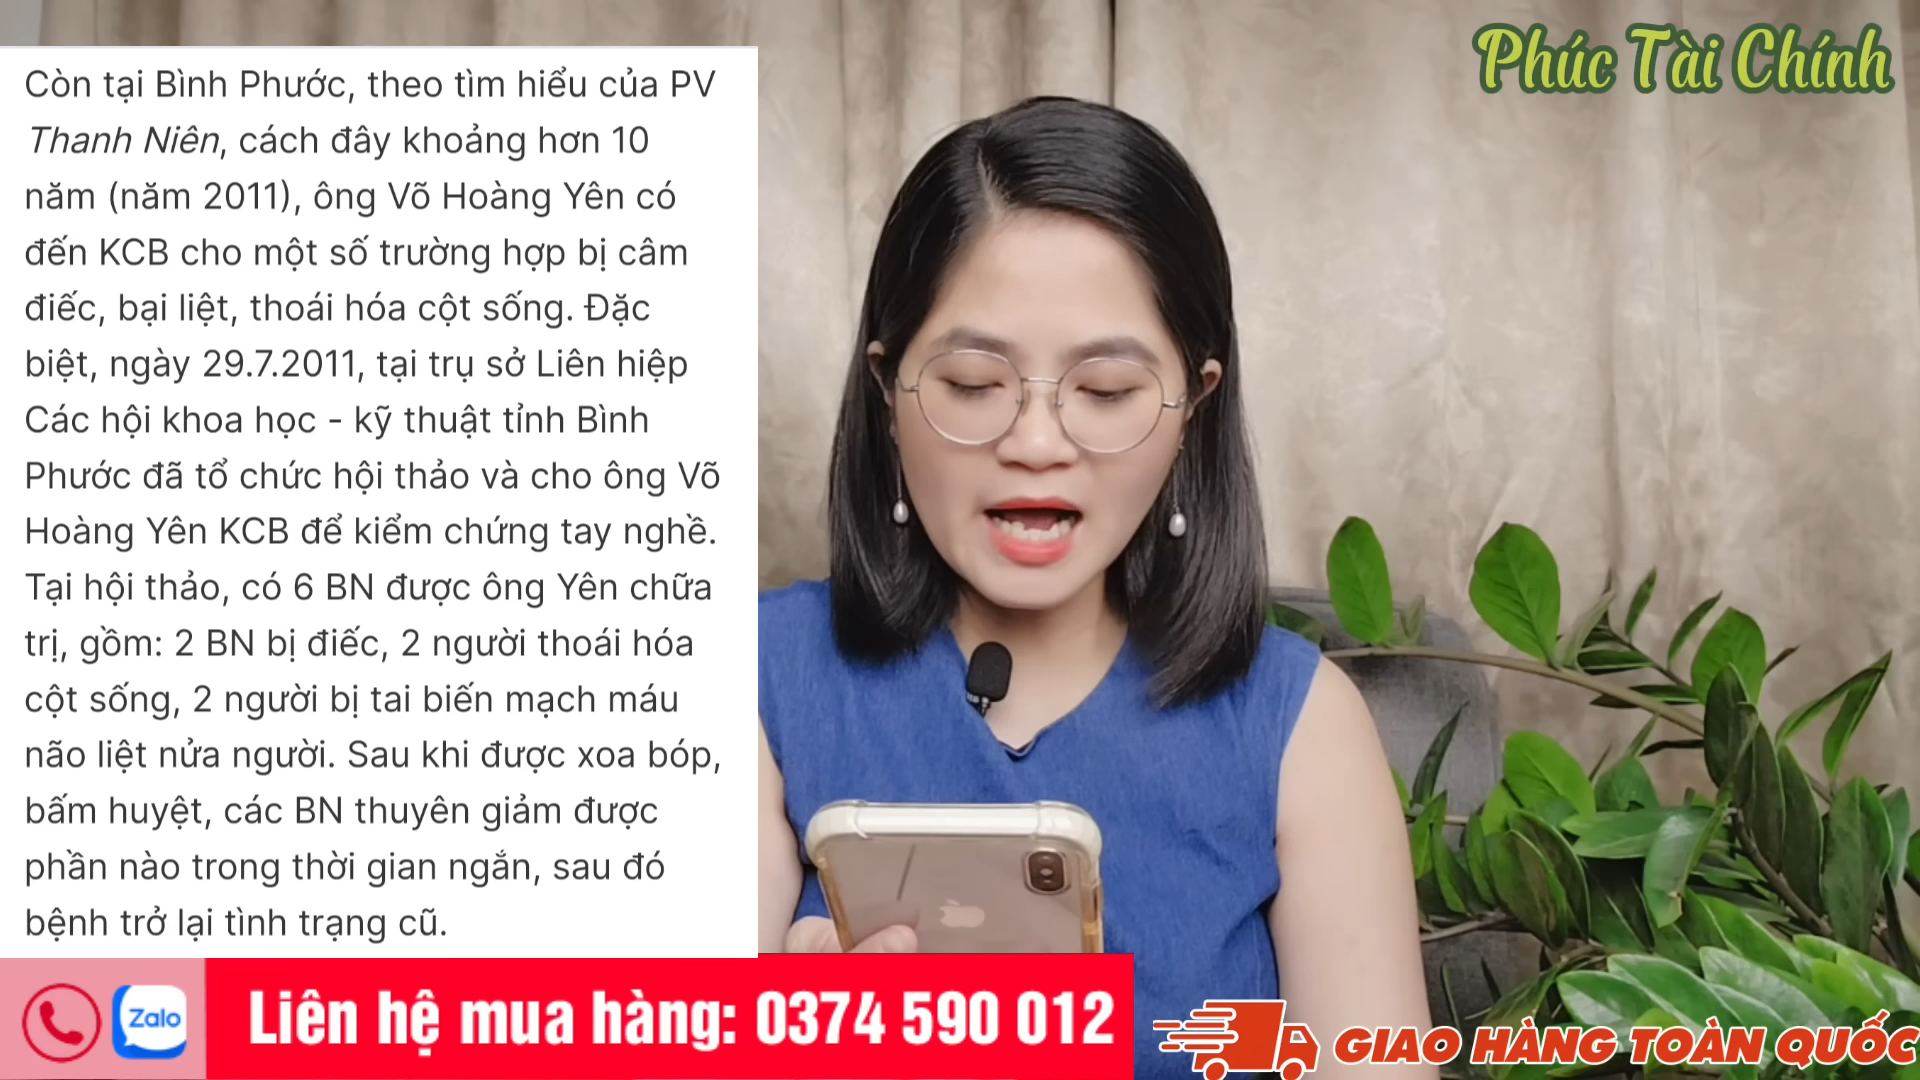 Phúc Tài Chính
Còn tại Bình Phước, theo tìm hiểu của PV
Thanh Niên, cách đây khoảng hơn 10
năm (năm 2011), ông Võ Hoàng Yên có
đến KCB cho một số trường hợp bị câm
điếc, bại liệt, thoái hóa cột sống. Đặc
biệt, ngày 29.7.2011, tại trụ sở Liên hiệp
Các hội khoa học - kỹ thuật tỉnh Bình
Phước đã tổ chức hội thảo và cho ông Võ
Hoàng Yên KCB để kiểm chứng tay nghề.
Tại hội thảo, có 6 BN được ông Yên chữa
trị, gồm: 2 BN bị điếc, 2 người thoái hóa
cột sống, 2 người bị tai biến mạch máu
não liệt nửa người. Sau khi được xoa bóp,
bấm huyệt, các BN thuyên giảm được
phần nào trong thời gian ngắn, sau đó
bệnh trở lại tình trạng cũ.
Zalo
Liên hệ mua hàng: 0374 590 012
GIAO HÀNG TOÀN QUỐC